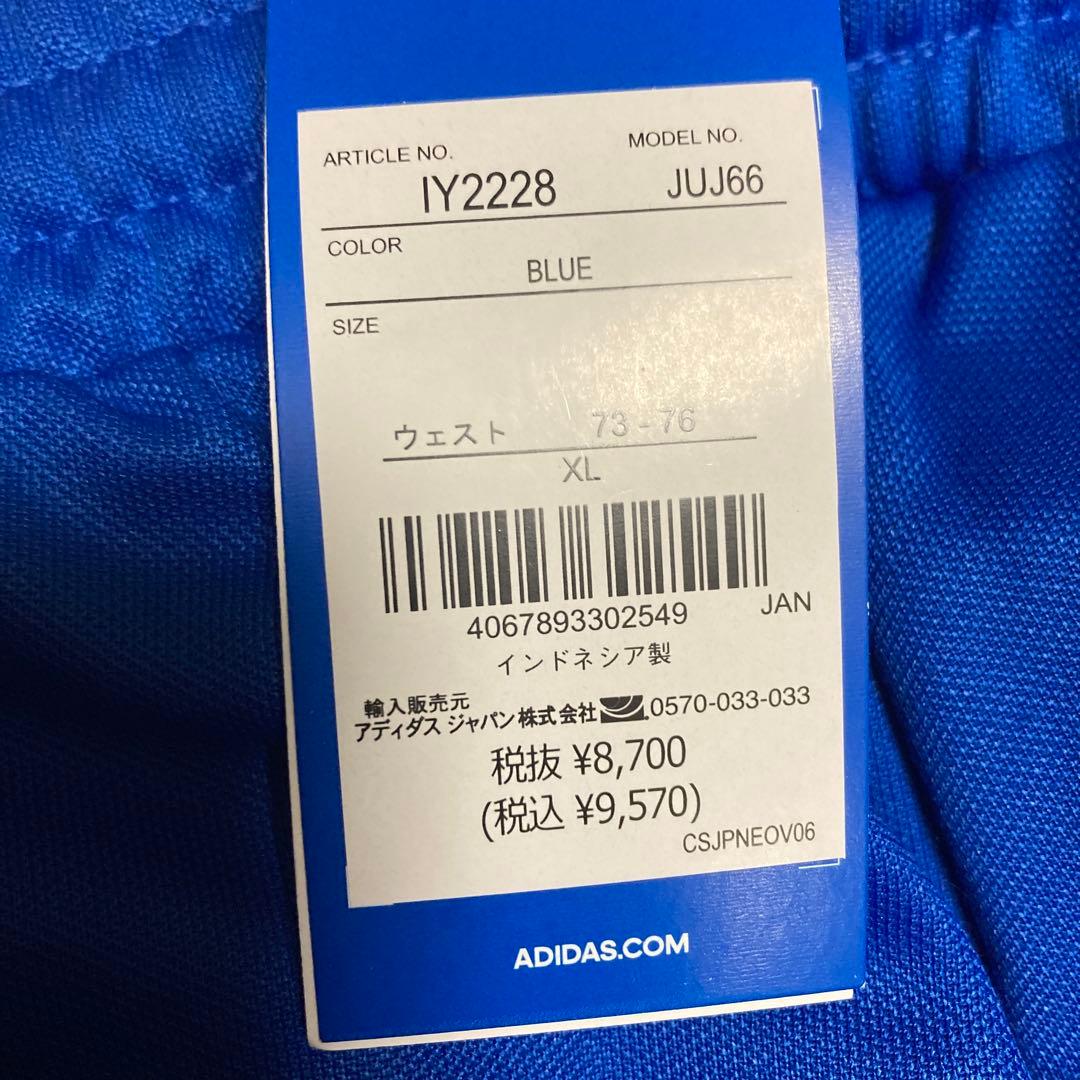 ARTICLE NO. MODEL NO.
IY2228 JUJ66
COLOR
BLUE
SIZE
ウェスト 73 - 76
XL
4067893302549 JAN
インドネシア製
輸入販売元
アディダス ジャパン株式会社 0570-033-033
税抜 ¥8,700
(税込 ¥9,570)
CSJPNEOV06
ADIDAS.COM